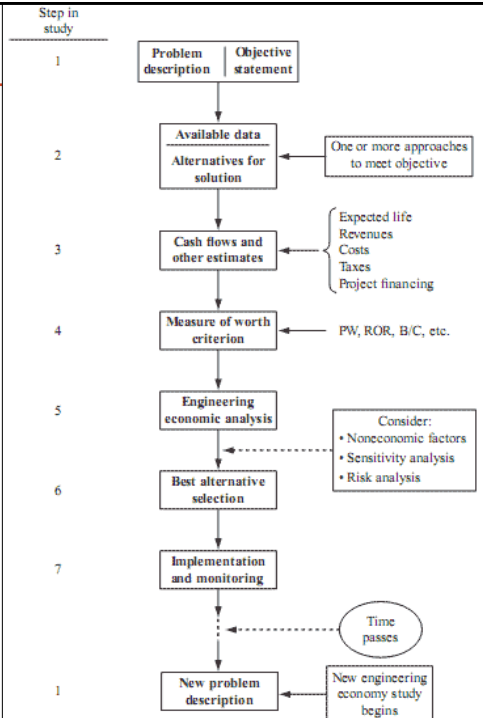 Step in
study
1
Problem
description
Objective
statement
2
Available data
Alternatives for
solution
One or more approaches
to meet objective
3
Cash flows and
other estimates
Expected life
Revenues
Costs
Taxes
Project financing
4
Measure of worth
criterion
PW, ROR, B/C, etc.
5
Engineering
economic analysis
Consider:
• Noneconomic factors
• Sensitivity analysis
• Risk analysis
6
Best alternative
selection
7
Implementation
and monitoring
Time
passes
1
New problem
description
New engineering
economy study
begins